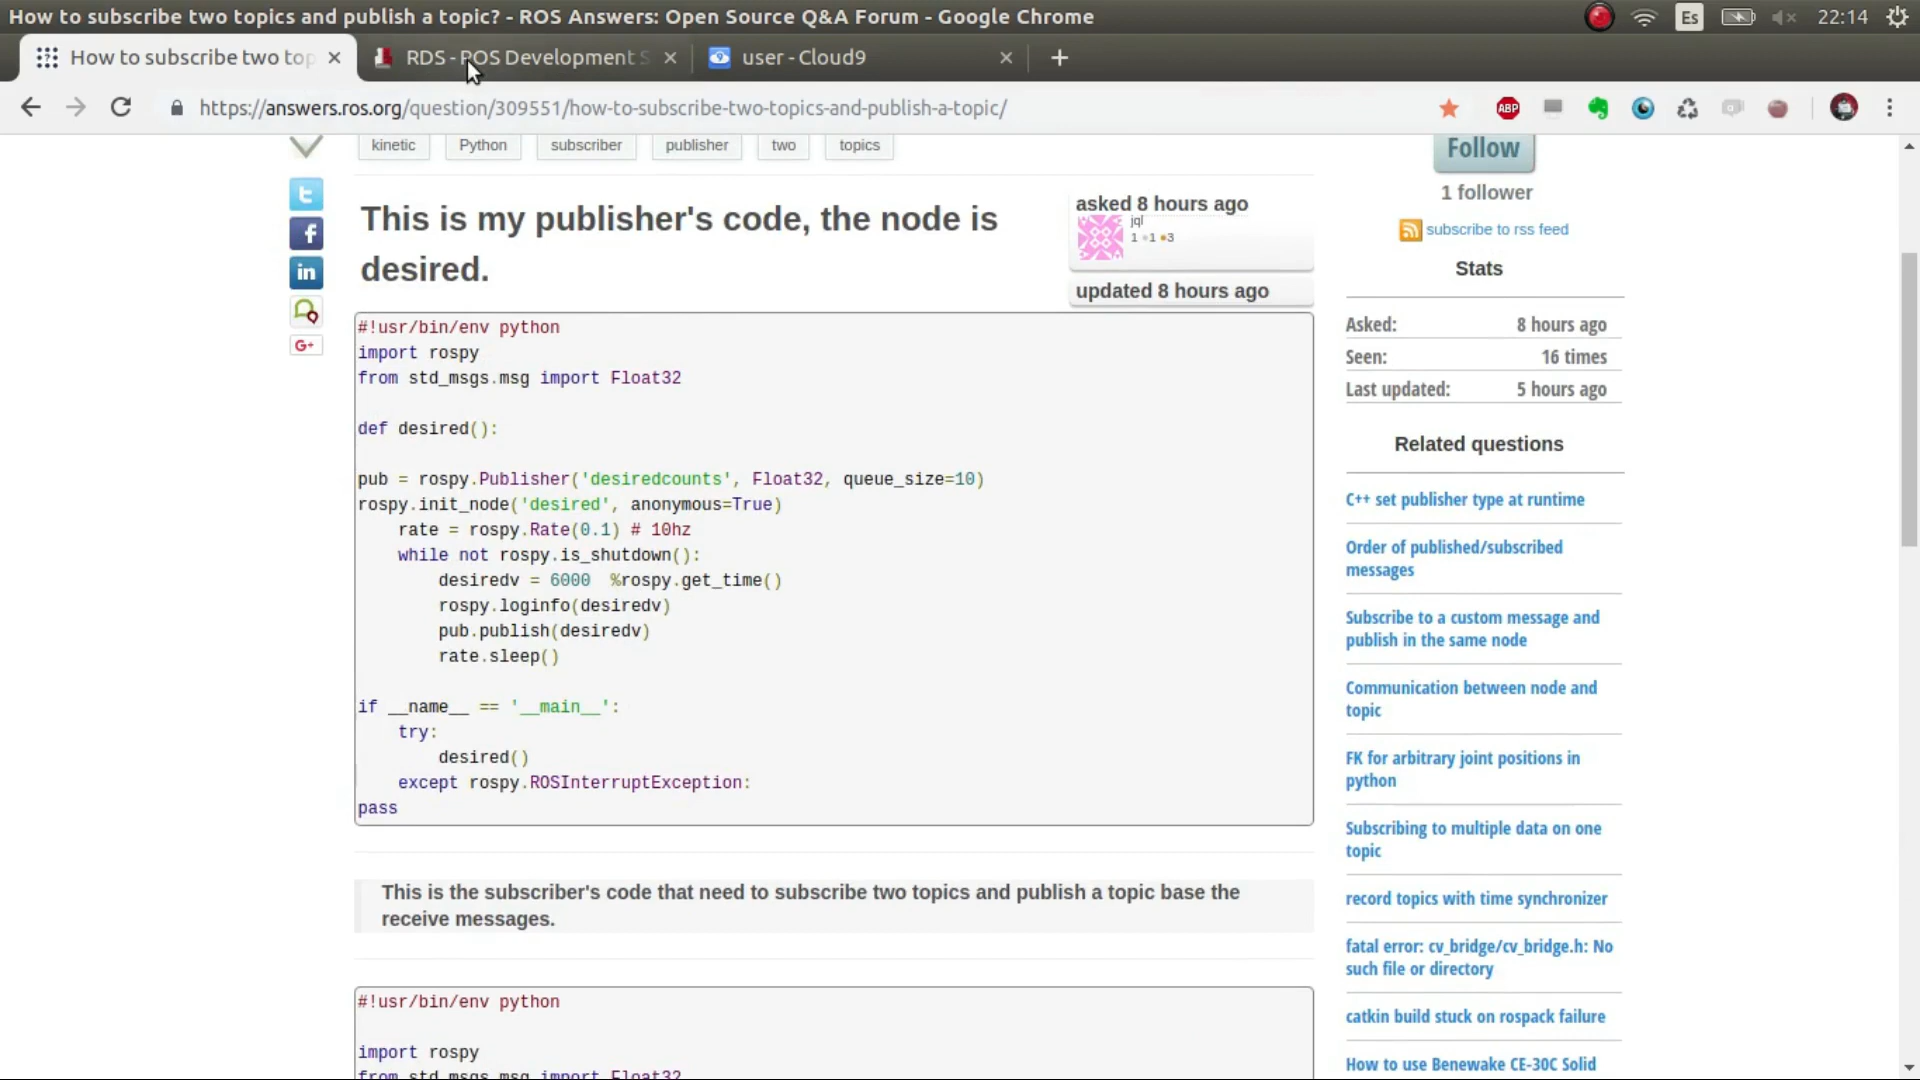 How to subscribe two topics and publish a topic? - ROS Answers: Open Source Q&A Forum - Google Chrome
Es
22:14
How to subscribe two top
RDS - ROS Development S
user - Cloud9
https://answers.ros.org/question/309551/how-to-subscribe-two-topics-and-publish-a-topic/
ABP
kinetic
Python
subscriber
publisher
two
topics
This is my publisher's code, the node is
desired.
asked 8 hours ago
jql
1 1 3
updated 8 hours ago
#!usr/bin/env python
import rospy
from std_msgs.msg import Float32
def desired():
pub = rospy.Publisher('desiredcounts', Float32, queue_size=10)
rospy.init_node('desired', anonymous=True)
rate = rospy.Rate(0.1) # 10hz
while not rospy.is_shutdown():
desiredv = 6000  %rospy.get_time()
rospy.loginfo(desiredv)
pub.publish(desiredv)
rate.sleep()
if __name__ == '__main__':
try:
desired()
except rospy.ROSInterruptException:
pass
This is the subscriber's code that need to subscribe two topics and publish a topic base the
receive messages.
#!usr/bin/env python
import rospy
from std_msgs.msg import Float32
Follow
1 follower
subscribe to rss feed
Stats
Asked: 8 hours ago
Seen: 16 times
Last updated: 5 hours ago
Related questions
C++ set publisher type at runtime
Order of published/subscribed
messages
Subscribe to a custom message and
publish in the same node
Communication between node and
topic
FK for arbitrary joint positions in
python
Subscribing to multiple data on one
topic
record topics with time synchronizer
fatal error: cv_bridge/cv_bridge.h: No
such file or directory
catkin build stuck on rospack failure
How to use Benewake CE-30C Solid